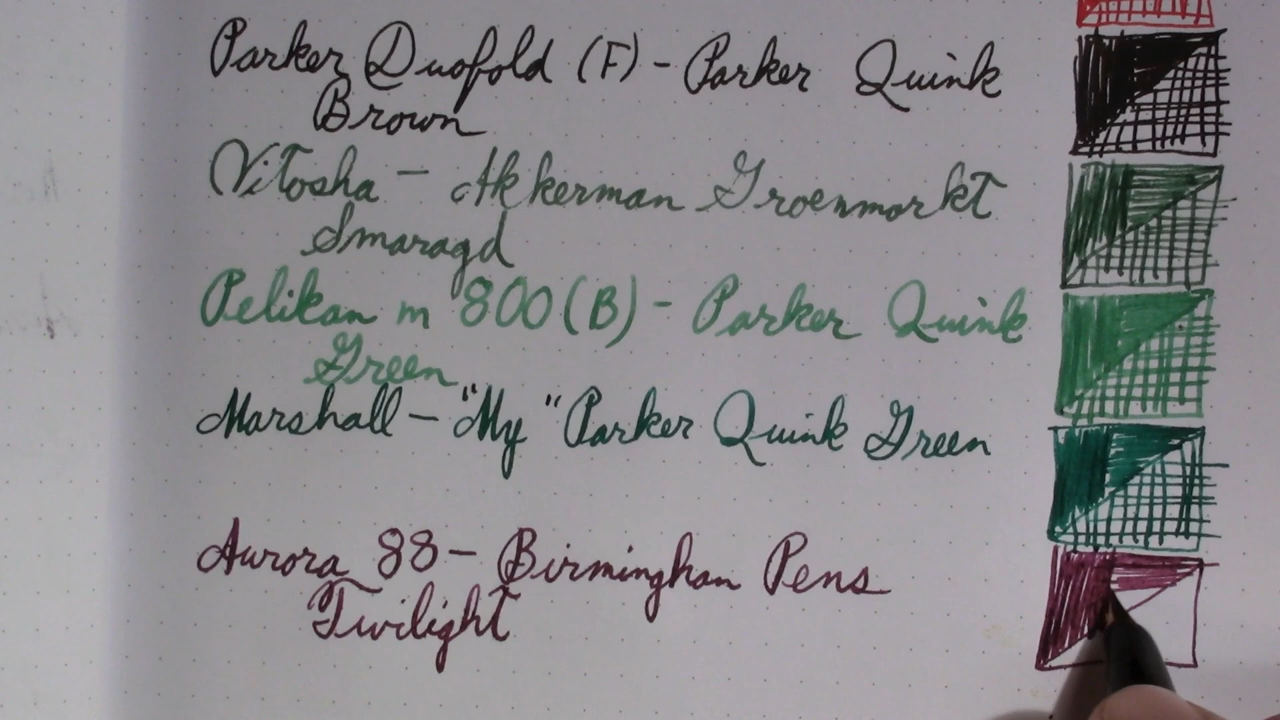 Parker Duofold (F) - Parker Quink
Brown
Vitosha - Akkerman Groenmarkt
Smaragd
Pelikan m 800 (B) - Parker Quink
Green
Marshall - "My" Parker Quink Green
Aurora 88 - Birmingham Pens
Twilight